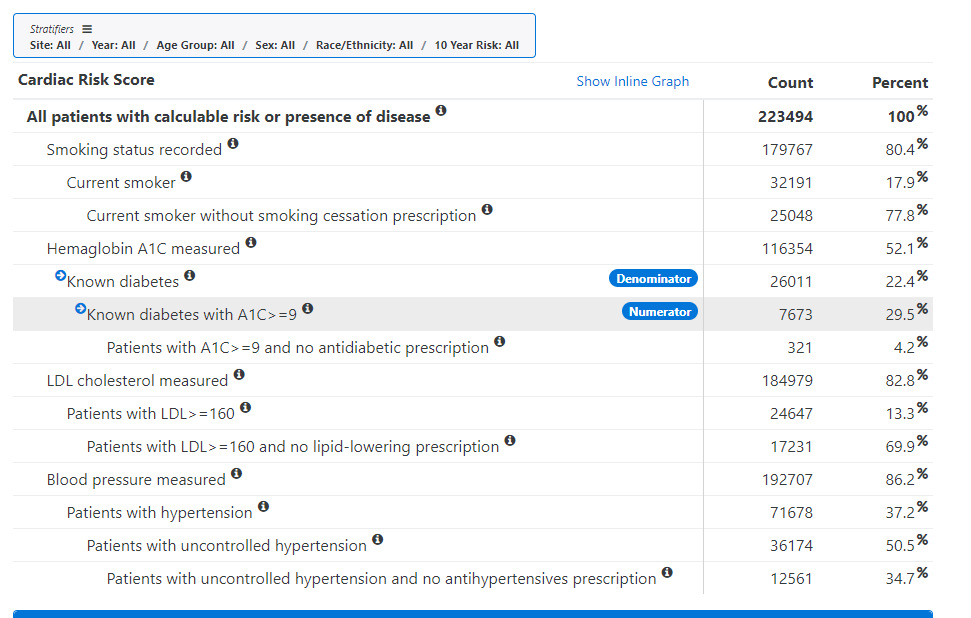 Stratifiers
Site: All / Year: All / Age Group: All / Sex: All / Race/Ethnicity: All / 10 Year Risk: All
Cardiac Risk Score Show Inline Graph Count Percent
All patients with calculable risk or presence of disease 223494 100%
Smoking status recorded 179767 80.4%
Current smoker 32191 17.9%
Current smoker without smoking cessation prescription 25048 77.8%
Hemaglobin A1C measured 116354 52.1%
Known diabetes Denominator 26011 22.4%
Known diabetes with A1C>=9 Numerator 7673 29.5%
Patients with A1C>=9 and no antidiabetic prescription 321 4.2%
LDL cholesterol measured 184979 82.8%
Patients with LDL>=160 24647 13.3%
Patients with LDL>=160 and no lipid-lowering prescription 17231 69.9%
Blood pressure measured 192707 86.2%
Patients with hypertension 71678 37.2%
Patients with uncontrolled hypertension 36174 50.5%
Patients with uncontrolled hypertension and no antihypertensives prescription 12561 34.7%